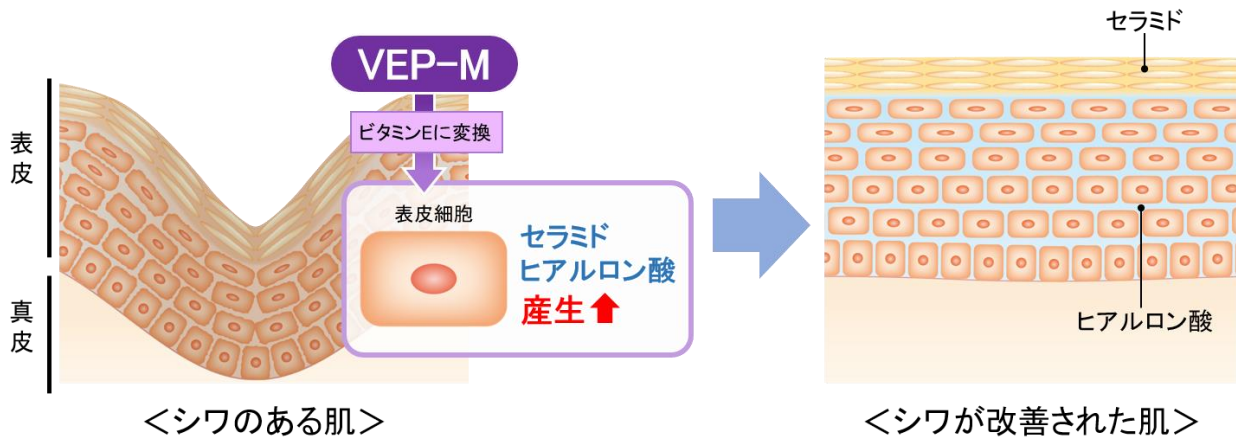 VEP-M
ビタミンEに変換
表皮
真皮
表皮細胞
セラミド
ヒアルロン酸
産生
<シワのある肌>
セラミド
ヒアルロン酸
<シワが改善された肌>